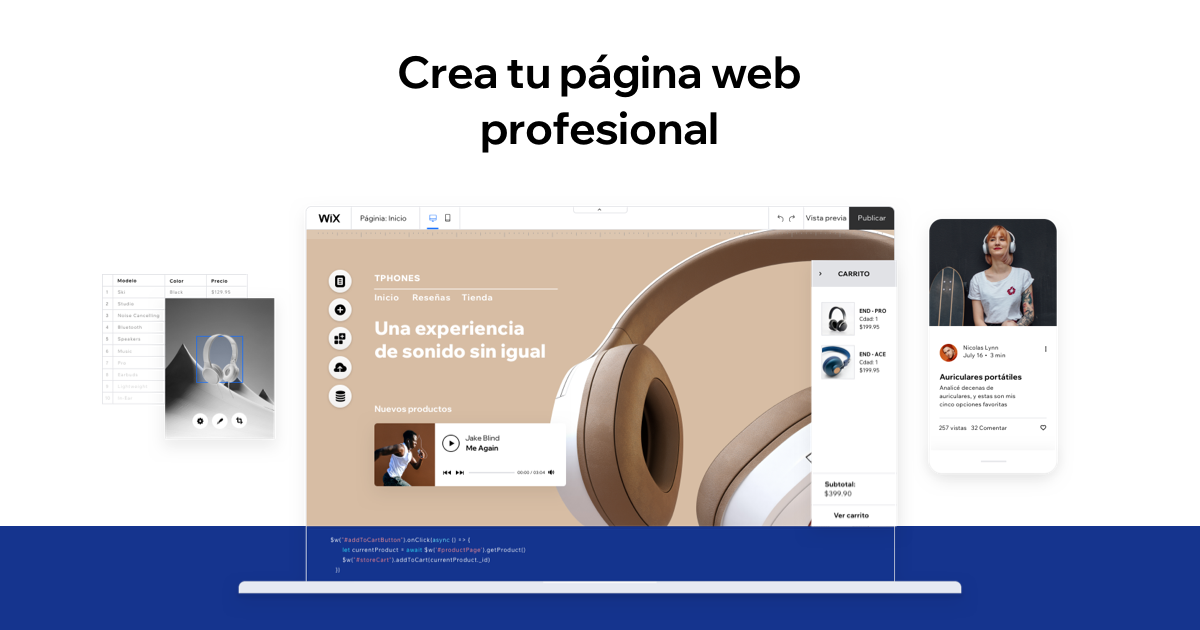 Crea tu página web
profesional
WiX
Páginia: Inicio
Vista previa
Publicar
TPHONES
Inicio Reseñas Tienda
Una experiencia
de sonido sin igual
Nuevos productos
Jake Blind
Me Again
00:00 / 03:04
CARRITO
END - PRO
Cdad: 1
$199.95
END - ACE
Cdad: 1
$199.95
Subtotal:
$399.90
Ver carrito
$w("#addToCartButton").onClick(async () => {
let currentProduct = await $w('#productPage').getProduct()
$w("#storeCart").addToCart(currentProduct._id)
})
Modelo Color Precio
1 Ski Black $129.95
2 Studio
3 Noise Cancelling
4 Bluetooth
5 Speakers
6 Music
7
8 Earbuds
9 Lightweight
10
Nicolas Lynn
July 16 • 3 min
Auriculares portátiles
Analicé decenas de
auriculares, y estas son mis
cinco opciones favoritas
257 vistas 32 Comentar